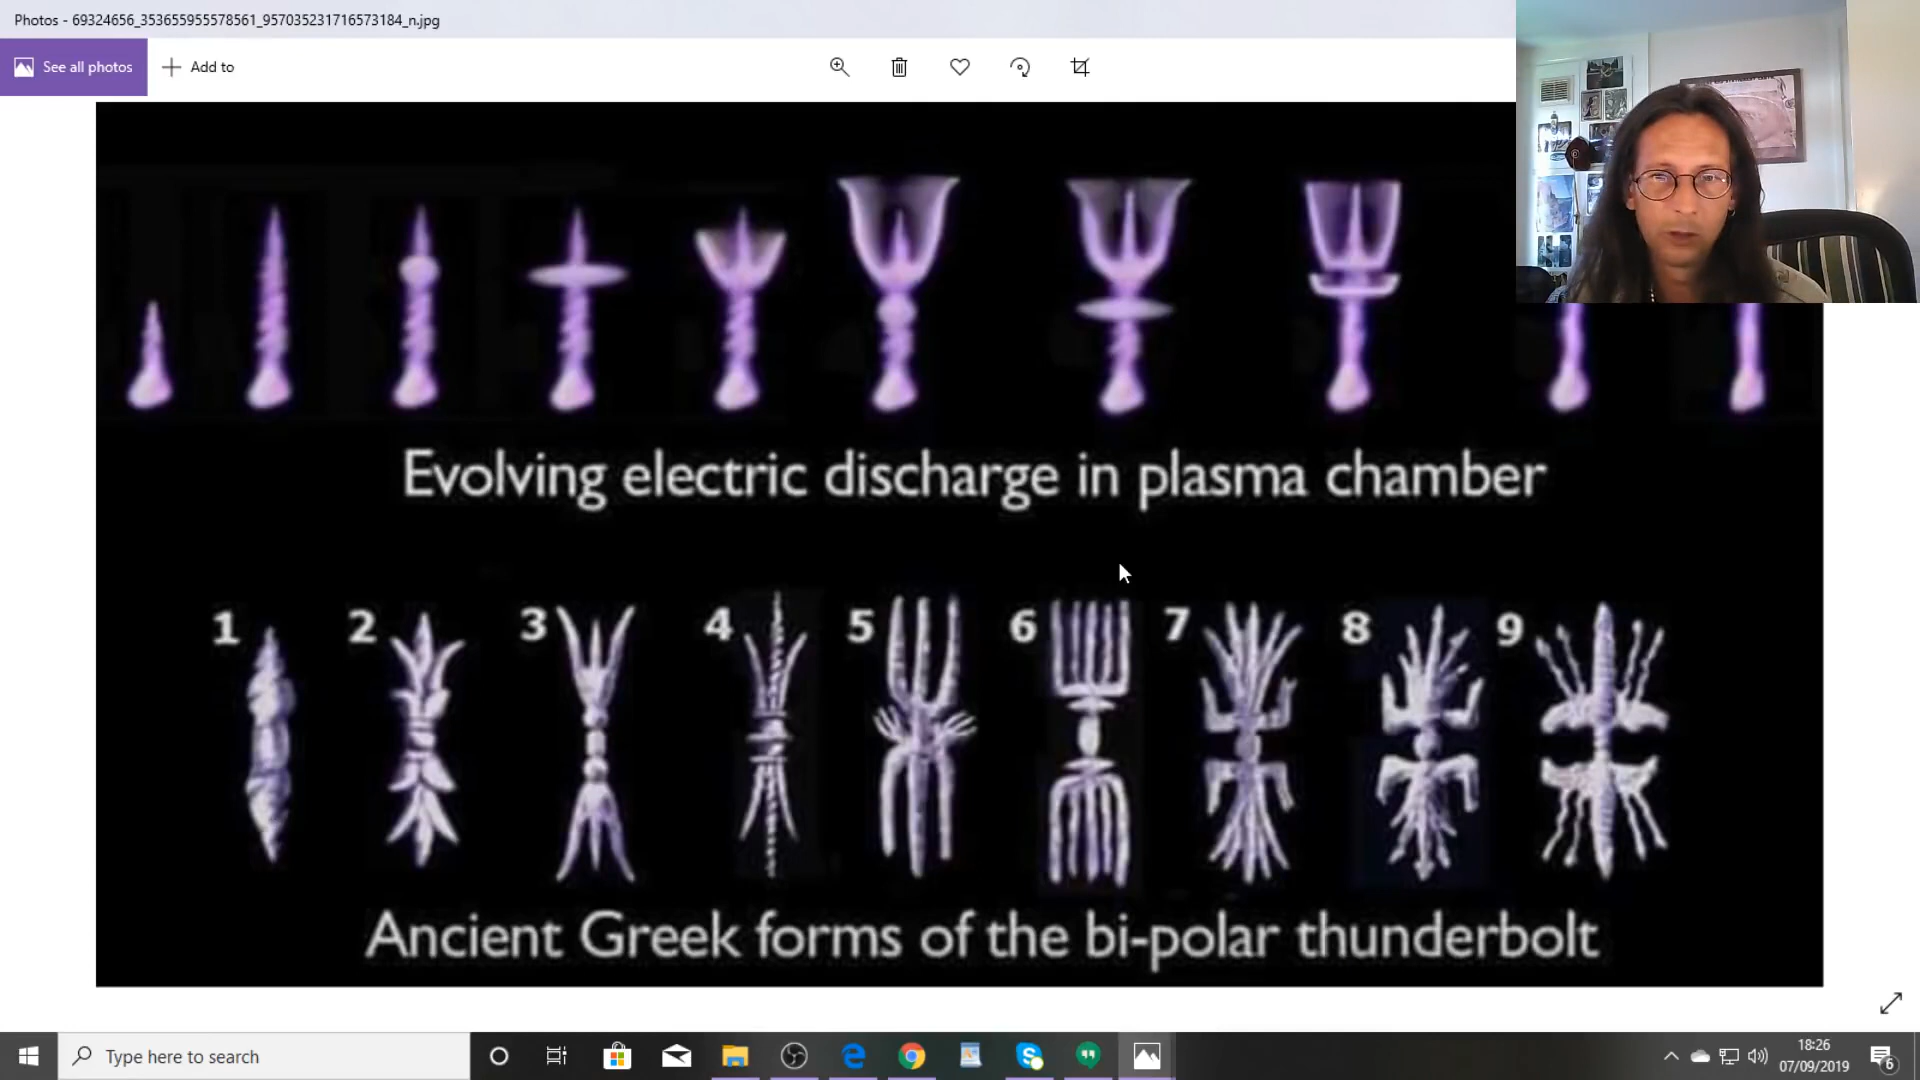 Photos - 69324656_353655955578561_957035231716573184_n.jpg
See all photos
Add to
Evolving electric discharge in plasma chamber
1 2 3 4 5 6 7 8 9
Ancient Greek forms of the bi-polar thunderbolt
Type here to search
18:26
07/09/2019
6